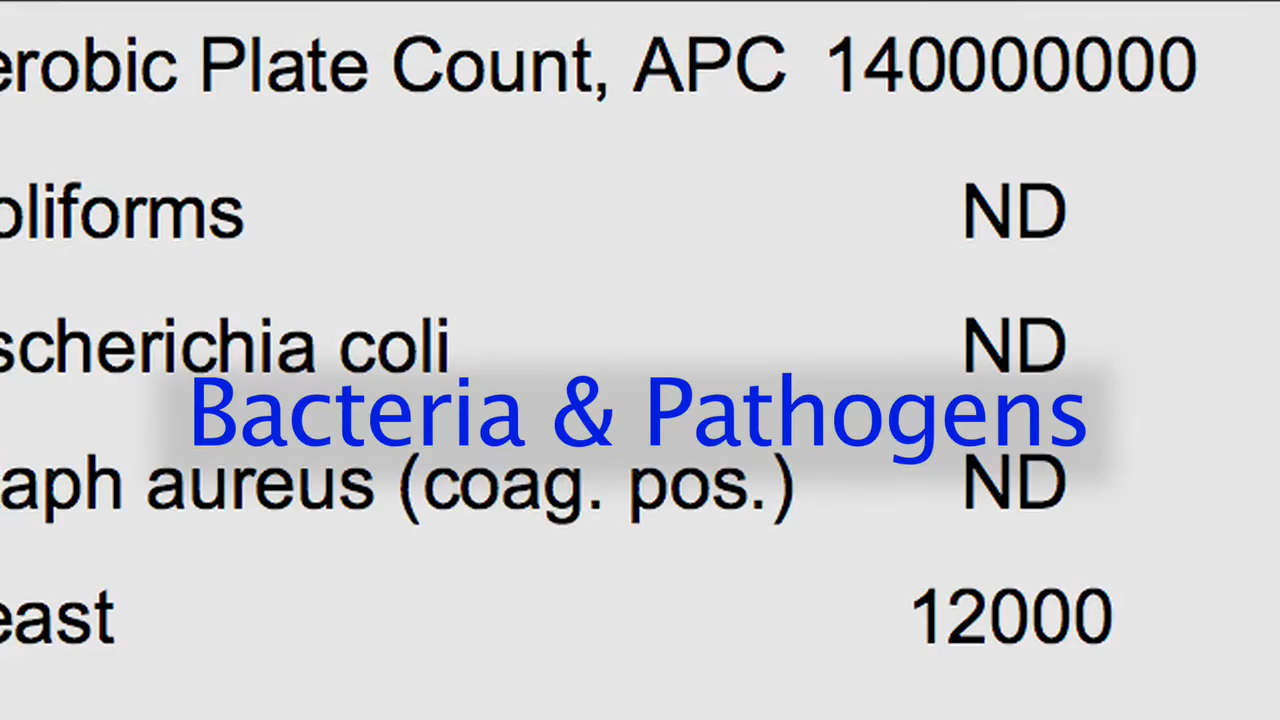 erobic Plate Count, APC 140000000
oliforms ND
scherichia coli ND
Bacteria & Pathogens
aph aureus (coag. pos.) ND
east 12000